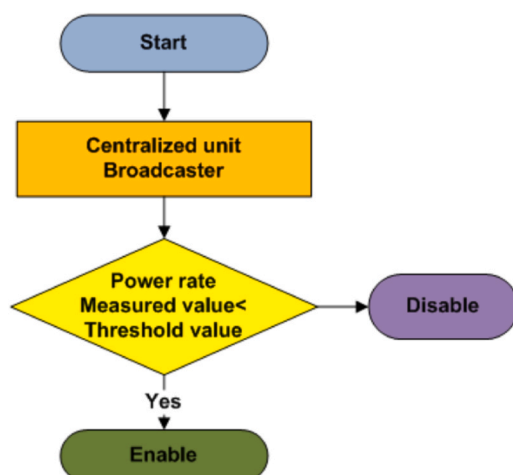 Start
Centralized unit
Broadcaster
Power rate
Measured value<
Threshold value
Disable
Yes
Enable